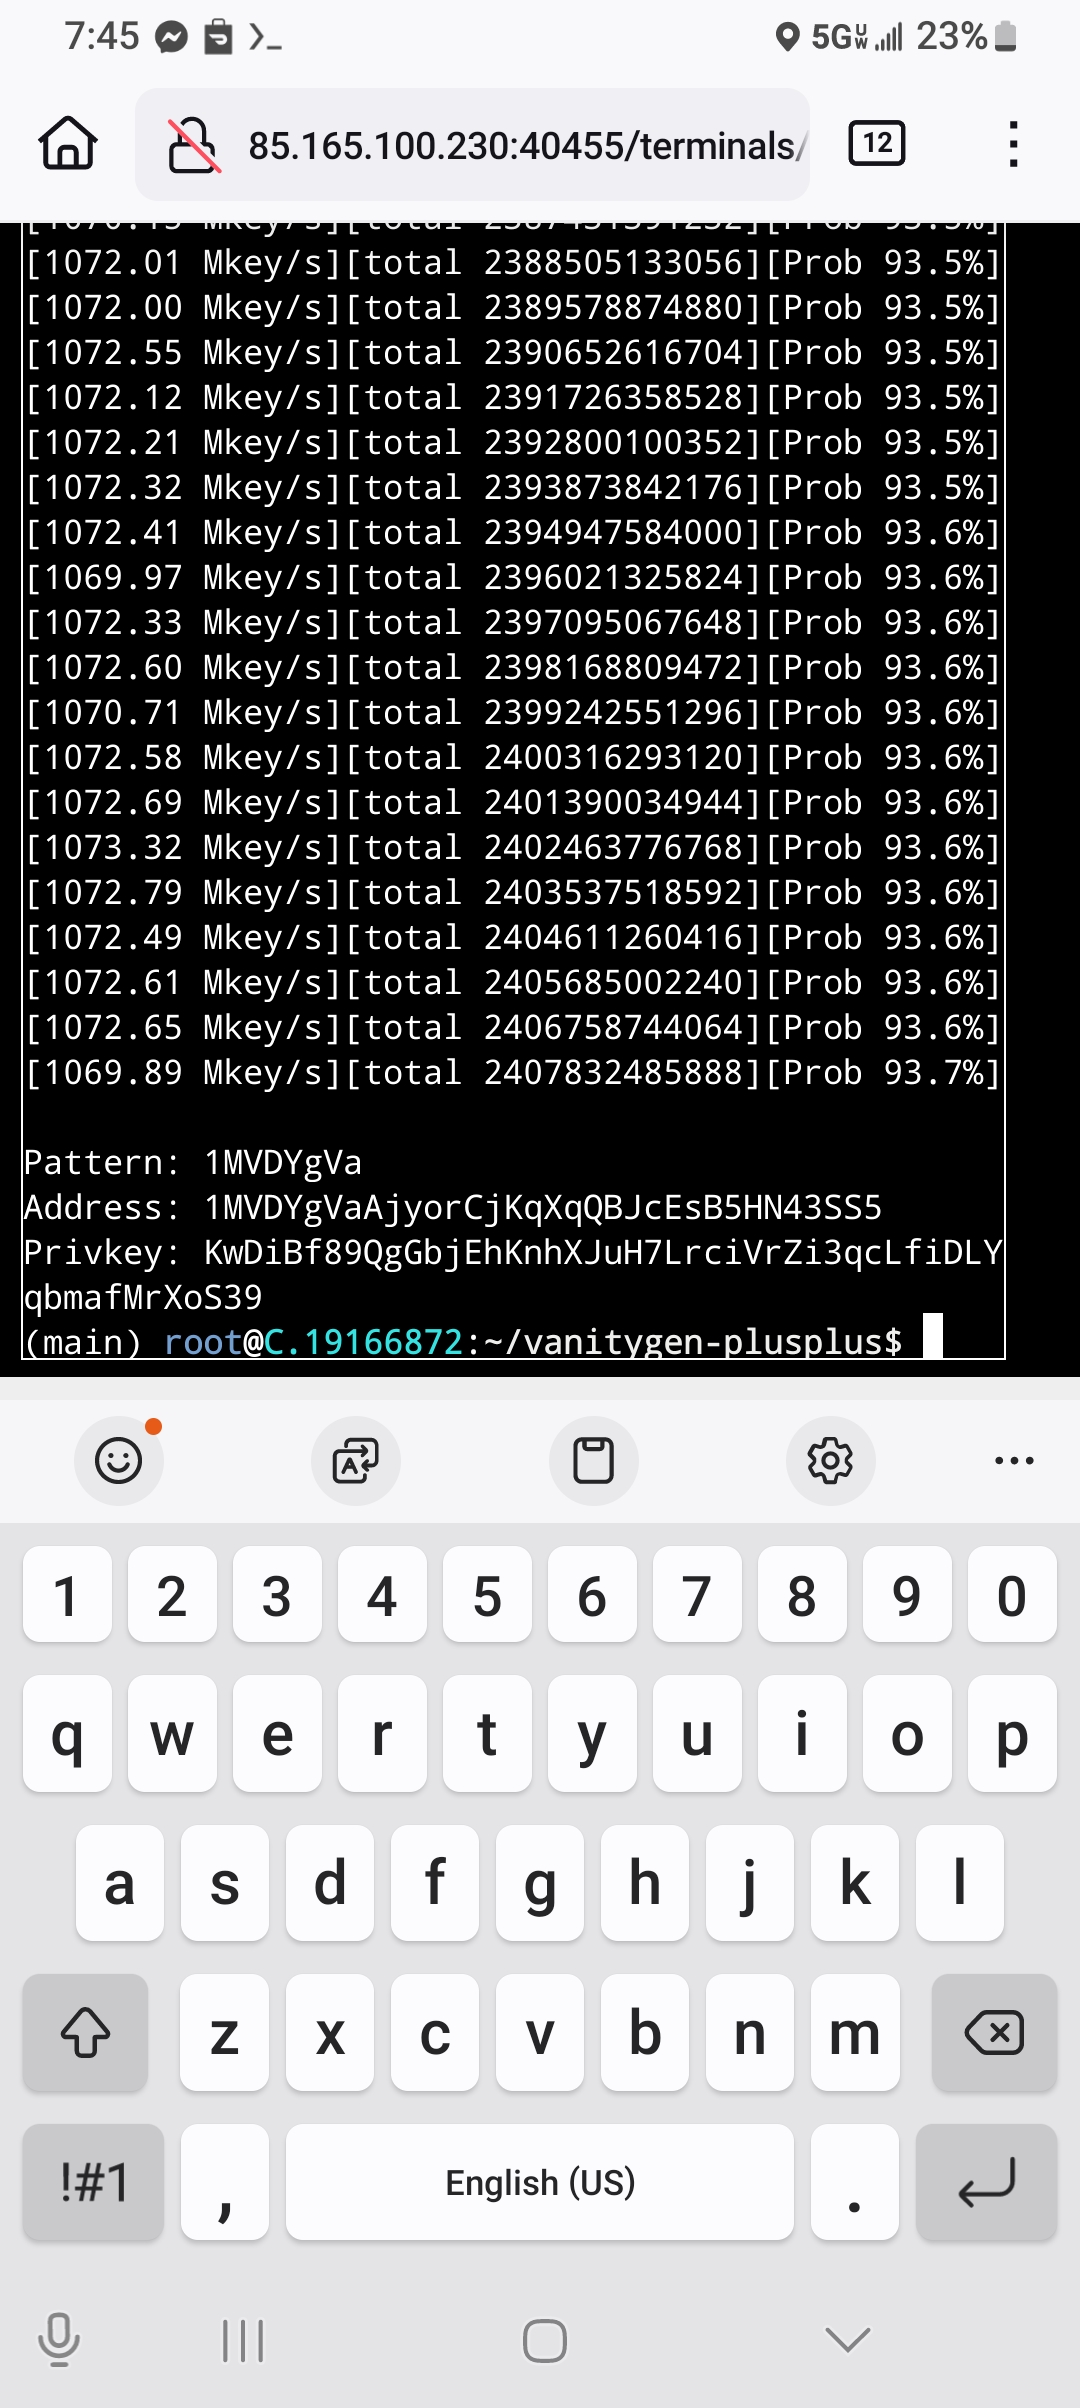 7:45
5G UW 23%
85.165.100.230:40455/terminals/
12
[1072.01 Mkey/s][total 2388505133056][Prob 93.5%]
[1072.00 Mkey/s][total 2389578874880][Prob 93.5%]
[1072.55 Mkey/s][total 2390652616704][Prob 93.5%]
[1072.12 Mkey/s][total 2391726358528][Prob 93.5%]
[1072.21 Mkey/s][total 2392800100352][Prob 93.5%]
[1072.32 Mkey/s][total 2393873842176][Prob 93.5%]
[1072.41 Mkey/s][total 2394947584000][Prob 93.6%]
[1069.97 Mkey/s][total 2396021325824][Prob 93.6%]
[1072.33 Mkey/s][total 2397095067648][Prob 93.6%]
[1072.60 Mkey/s][total 2398168809472][Prob 93.6%]
[1070.71 Mkey/s][total 2399242551296][Prob 93.6%]
[1072.58 Mkey/s][total 2400316293120][Prob 93.6%]
[1072.69 Mkey/s][total 2401390034944][Prob 93.6%]
[1073.32 Mkey/s][total 2402463776768][Prob 93.6%]
[1072.79 Mkey/s][total 2403537518592][Prob 93.6%]
[1072.49 Mkey/s][total 2404611260416][Prob 93.6%]
[1072.61 Mkey/s][total 2405685002240][Prob 93.6%]
[1072.65 Mkey/s][total 2406758744064][Prob 93.6%]
[1069.89 Mkey/s][total 2407832485888][Prob 93.7%]
Pattern: 1MVDYgVa
Address: 1MVDYgVaAjyorCjKqXqQBJcEsB5HN43SS5
Privkey: KwDiBf89QgGbjEhKnhXJuH7LrciVrZi3qcLfiDLY
qbmafMrXoS39
(main) root@C.19166872:~/vanitygen-plusplus$
1 2 3 4 5 6 7 8 9 0
q w e r t y u i o p
a s d f g h j k l
z x c v b n m
!#1 , English (US) .